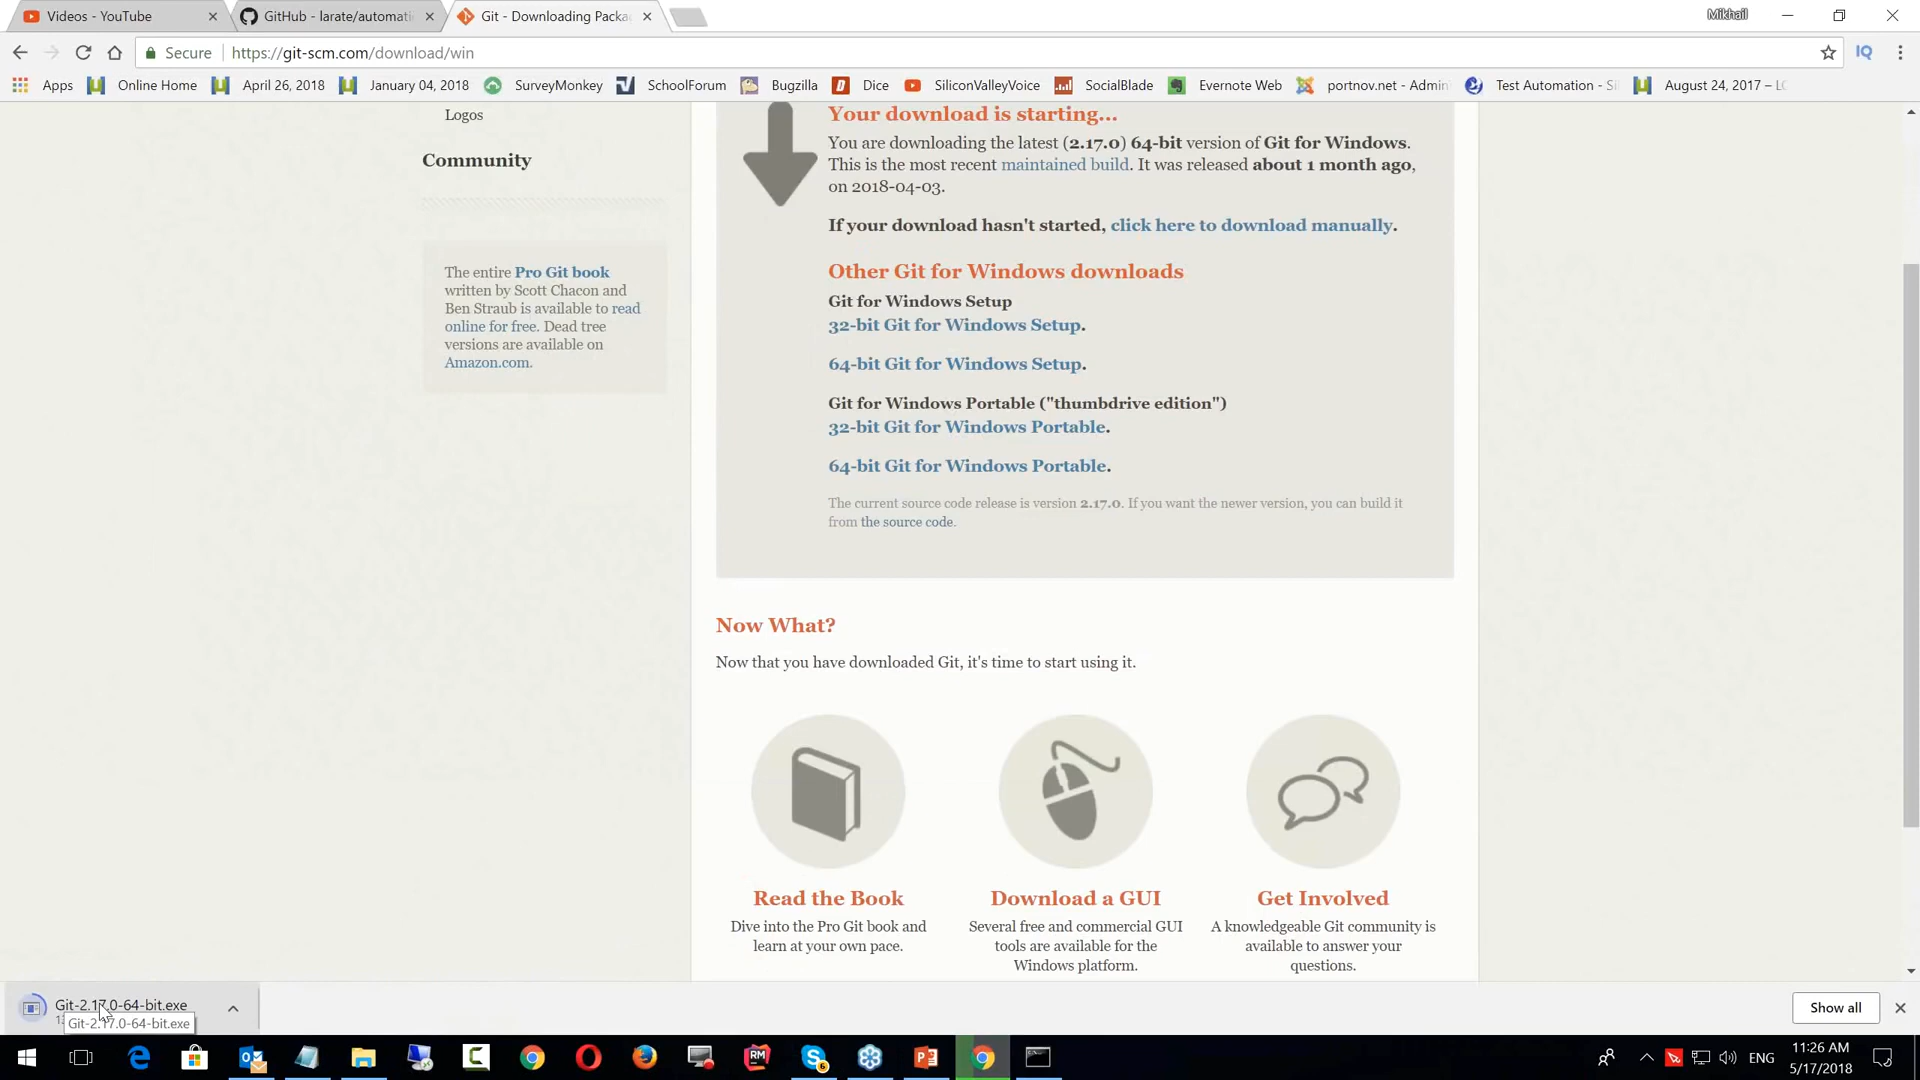 Videos - YouTube
GitHub - larate/automati
Git - Downloading Packa
Mikhail
Secure
https://git-scm.com/download/win
Apps
Online Home
April 26, 2018
January 04, 2018
SurveyMonkey
SchoolForum
Bugzilla
Dice
SiliconValleyVoice
SocialBlade
Evernote Web
portnov.net - Admin
Test Automation - Si
August 24, 2017 – LO
Logos
Community
The entire Pro Git book
written by Scott Chacon and
Ben Straub is available to read
online for free. Dead tree
versions are available on
Amazon.com.
Your download is starting...
You are downloading the latest (2.17.0) 64-bit version of Git for Windows.
This is the most recent maintained build. It was released about 1 month ago,
on 2018-04-03.
If your download hasn't started, click here to download manually.
Other Git for Windows downloads
Git for Windows Setup
32-bit Git for Windows Setup.
64-bit Git for Windows Setup.
Git for Windows Portable ("thumbdrive edition")
32-bit Git for Windows Portable.
64-bit Git for Windows Portable.
The current source code release is version 2.17.0. If you want the newer version, you can build it
from the source code.
Now What?
Now that you have downloaded Git, it's time to start using it.
Read the Book
Dive into the Pro Git book and
learn at your own pace.
Download a GUI
Several free and commercial GUI
tools are available for the
Windows platform.
Get Involved
A knowledgeable Git community is
available to answer your
questions.
Git-2.17.0-64-bit.exe
Git-2.17.0-64-bit.exe
Show all
ENG
11:26 AM
5/17/2018